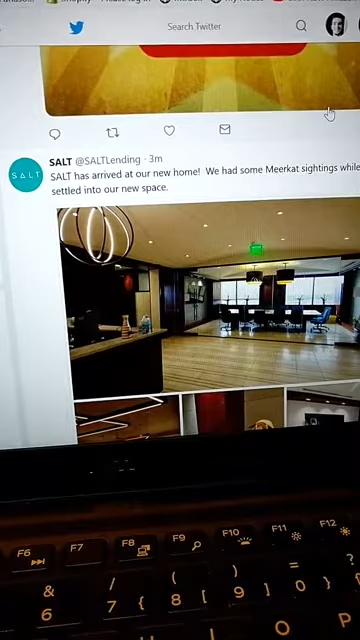 Search Twitter
SALT @SALTLending · 3m
SALT has arrived at our new home! We had some Meerkat sightings while
settled into our new space.
SALT
F6
F7
F8
F9
F10
F11
F12
& / ( ) = ?
6 7 { 8 [ 9 ] 0 }
I O P